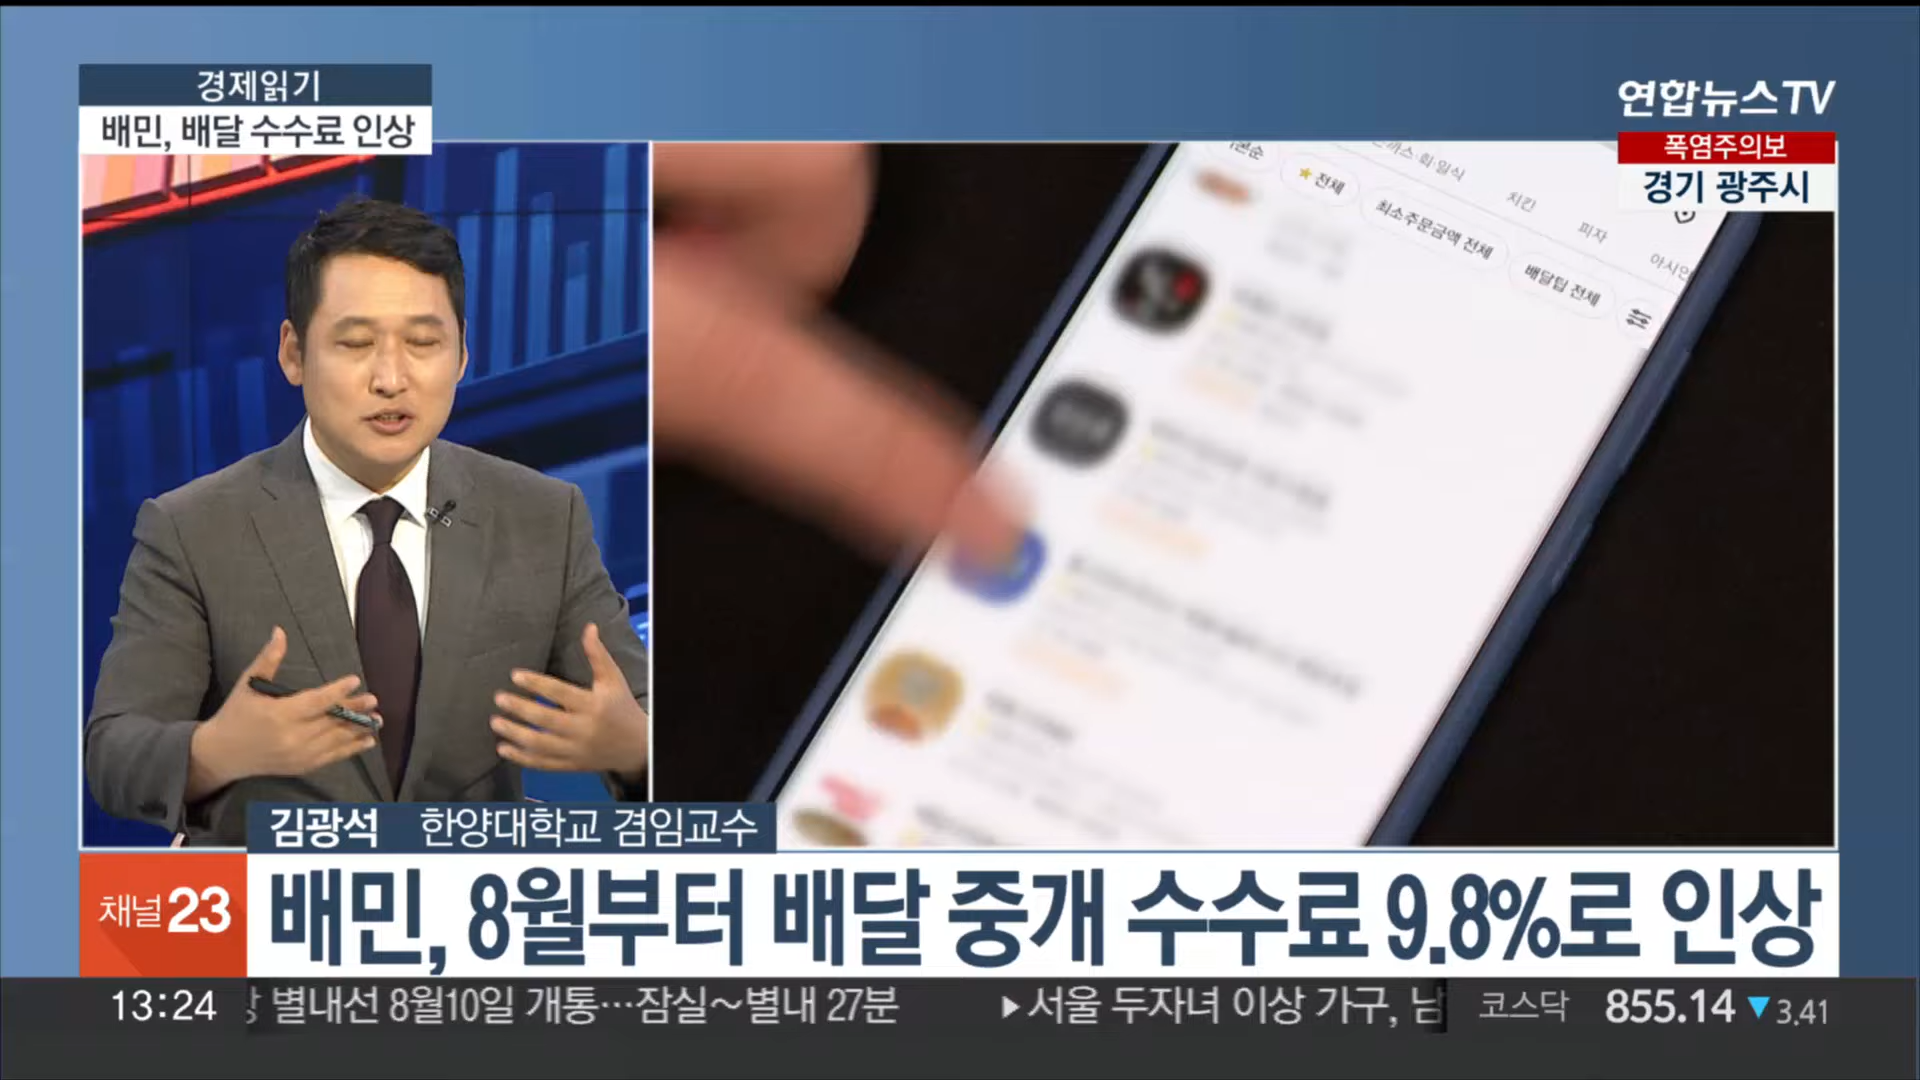 경제읽기
배민, 배달 수수료 인상
연합뉴스TV
폭염주의보
경기 광주시
회·일식
치킨
피자
전체
최소주문금액 전체
배달팁 전체
김광석 한양대학교 겸임교수
채널 23
배민, 8월부터 배달 중개 수수료 9.8%로 인상
13:24 별내선 8월10일 개통…잠실~별내 27분 ▶서울 두자녀 이상 가구, 남 코스닥 855.14 ▼3.41